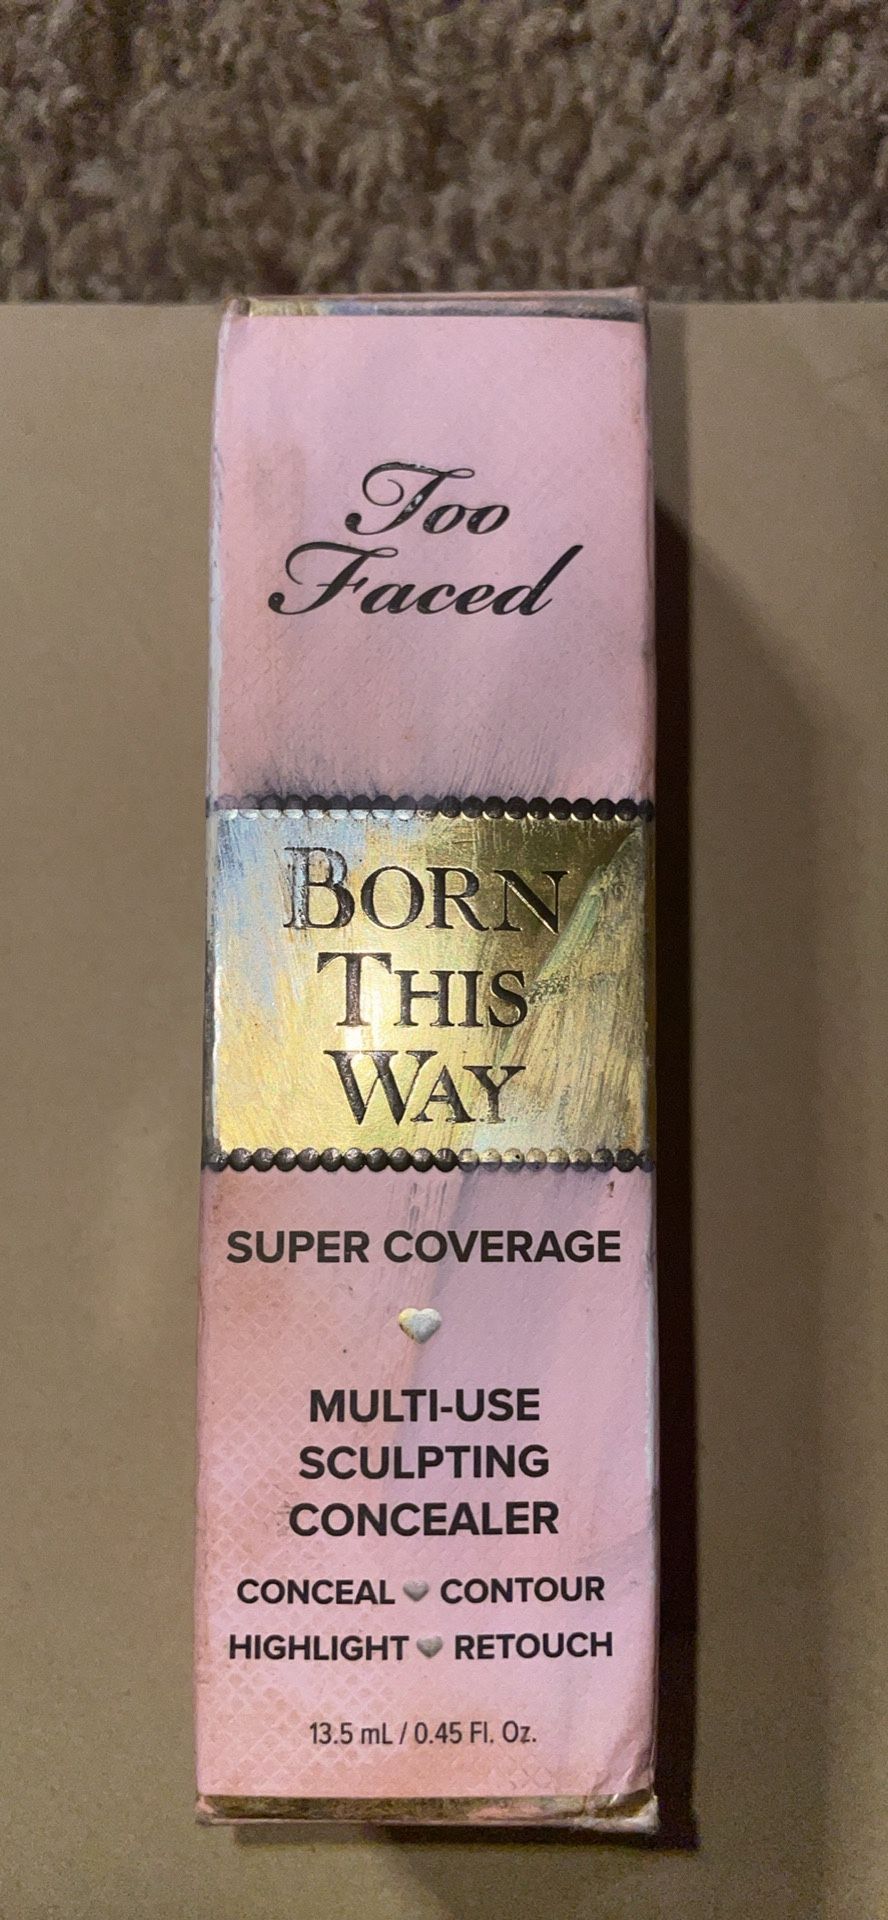 Too
Faced
BORN
THIS
WAY
SUPER COVERAGE
MULTI-USE
SCULPTING
CONCEALER
CONCEAL CONTOUR
HIGHLIGHT RETOUCH
13.5 mL / 0.45 Fl. Oz.